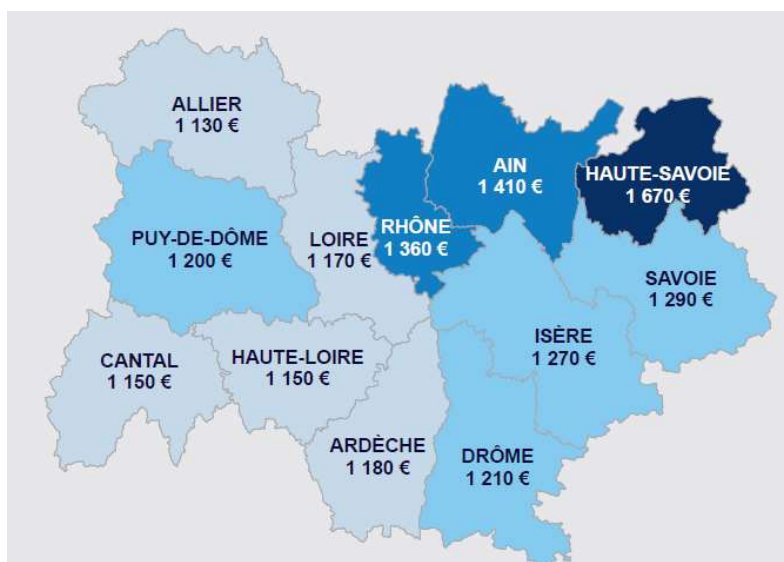 ALLIER
1 130 €
AIN
1 410 €
HAUTE-SAVOIE
1 670 €
PUY-DE-DÔME
1 200 €
LOIRE
1 170 €
RHÔNE
1 360 €
SAVOIE
1 290 €
ISÈRE
1 270 €
CANTAL
1 150 €
HAUTE-LOIRE
1 150 €
ARDÈCHE
1 180 €
DRÔME
1 210 €